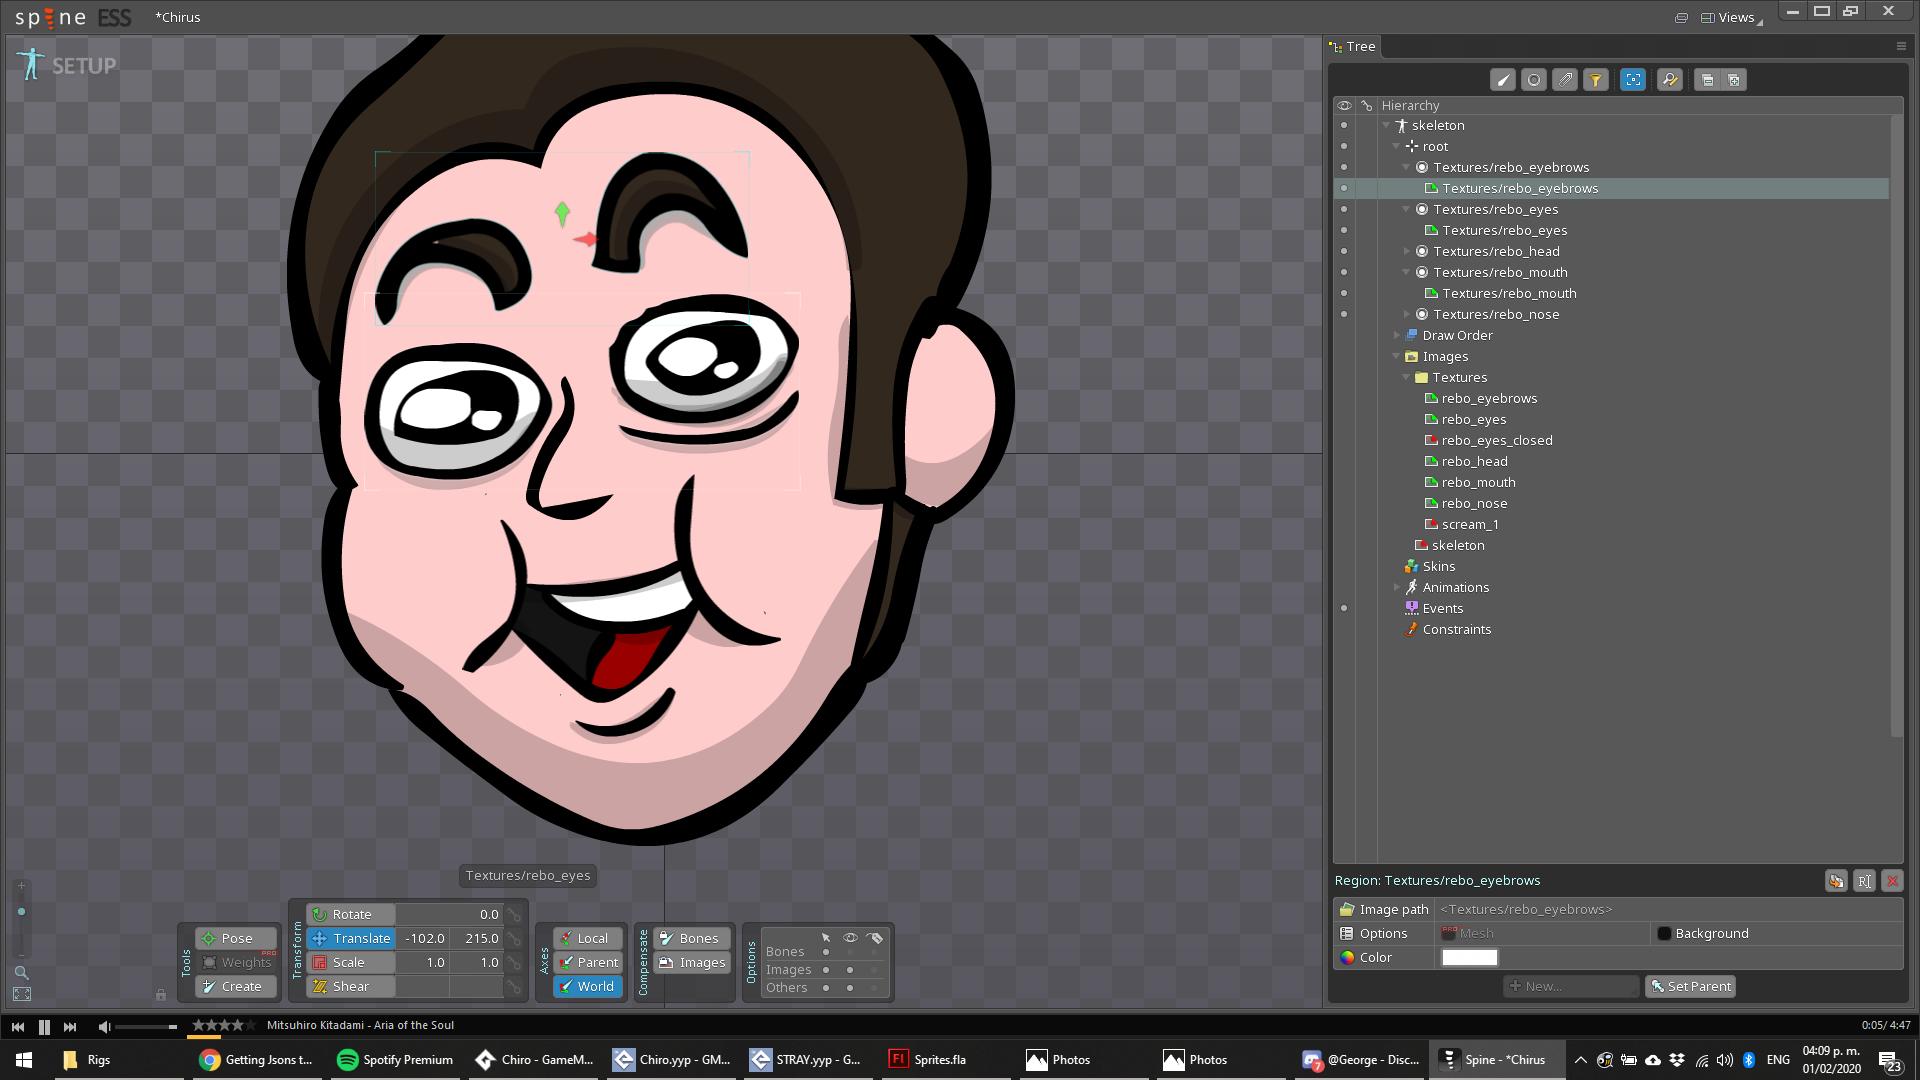 spine ESS *Chirus Views
SETUP
Tree
Hierarchy
skeleton
root
Textures/rebo_eyebrows
Textures/rebo_eyebrows
Textures/rebo_eyes
Textures/rebo_eyes
Textures/rebo_head
Textures/rebo_mouth
Textures/rebo_mouth
Textures/rebo_nose
Draw Order
Images
Textures
rebo_eyebrows
rebo_eyes
rebo_eyes_closed
rebo_head
rebo_mouth
rebo_nose
scream_1
skeleton
Skins
Animations
Events
Constraints
Textures/rebo_eyes
Tools
Pose
Weights PRO
Create
Transform
Rotate 0.0
Translate -102.0 215.0
Scale 1.0 1.0
Shear
Axes
Local
Parent
World
Compensate
Bones
Images
Options
Bones
Images
Others
Region: Textures/rebo_eyebrows
Image path <Textures/rebo_eyebrows>
Options PRO Mesh Background
Color
+ New... Set Parent
Mitsuhiro Kitadami - Aria of the Soul 0:05/ 4:47
Rigs Getting Jsons t... Spotify Premium Chiro - GameM... Chiro.yyp - GM... STRAY.yyp - G... Fl Sprites.fla Photos Photos 7 @George - Disc... Spine - *Chirus ENG 04:09 p. m. 23
01/02/2020